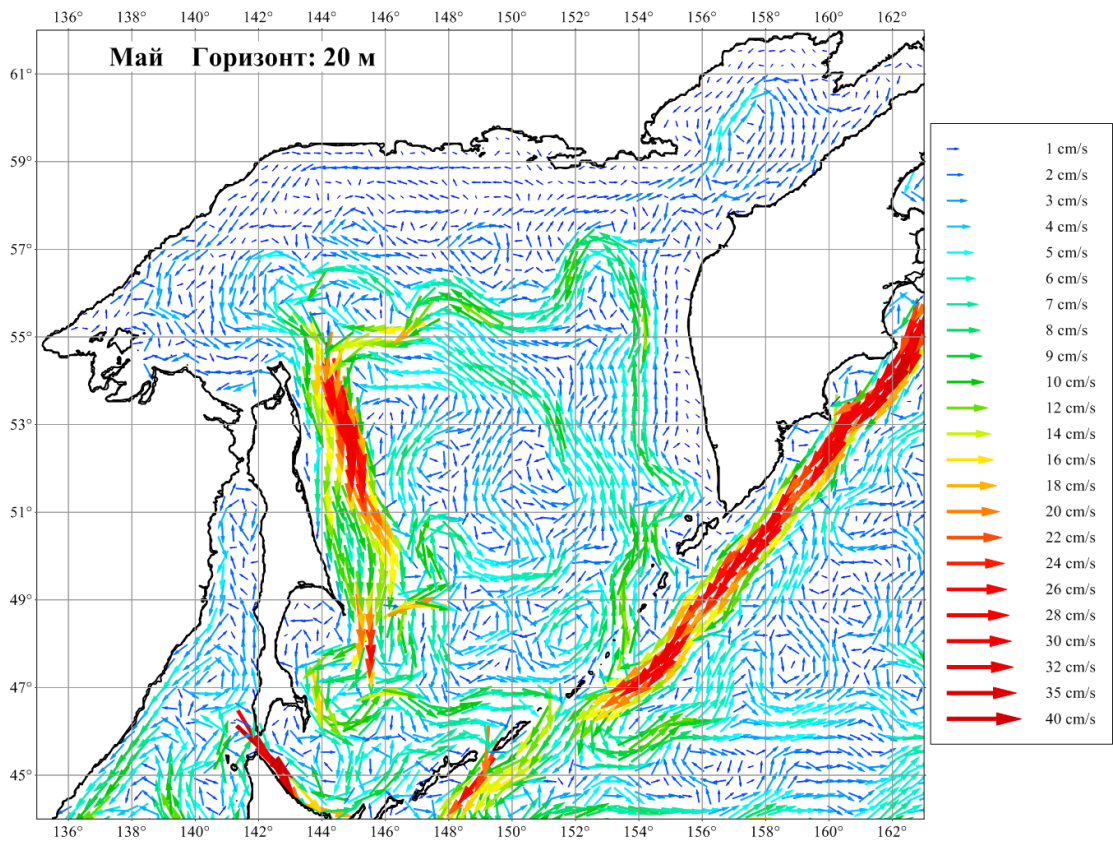 136° 138° 140° 142° 144° 146° 148° 150° 152° 154° 156° 158° 160° 162°
Май Горизонт: 20 м
61°
59°
57°
55°
53°
51°
49°
47°
45°
136° 138° 140° 142° 144° 146° 148° 150° 152° 154° 156° 158° 160° 162°
1 cm/s
2 cm/s
3 cm/s
4 cm/s
5 cm/s
6 cm/s
7 cm/s
8 cm/s
9 cm/s
10 cm/s
12 cm/s
14 cm/s
16 cm/s
18 cm/s
20 cm/s
22 cm/s
24 cm/s
26 cm/s
28 cm/s
30 cm/s
32 cm/s
35 cm/s
40 cm/s